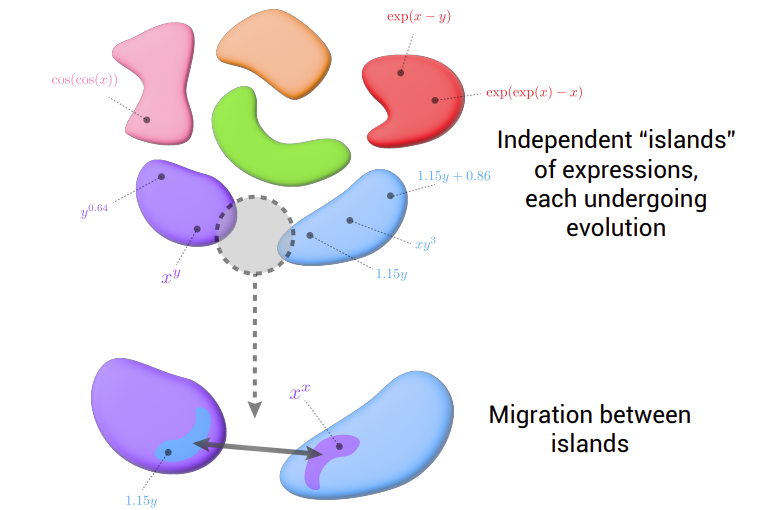 exp(x − y)
cos(cos(x))
exp(exp(x) − x)
Independent “islands”
of expressions,
each undergoing
evolution
1.15y + 0.86
y^0.64
xy^3
x^y
1.15y
x^x
Migration between
islands
1.15y